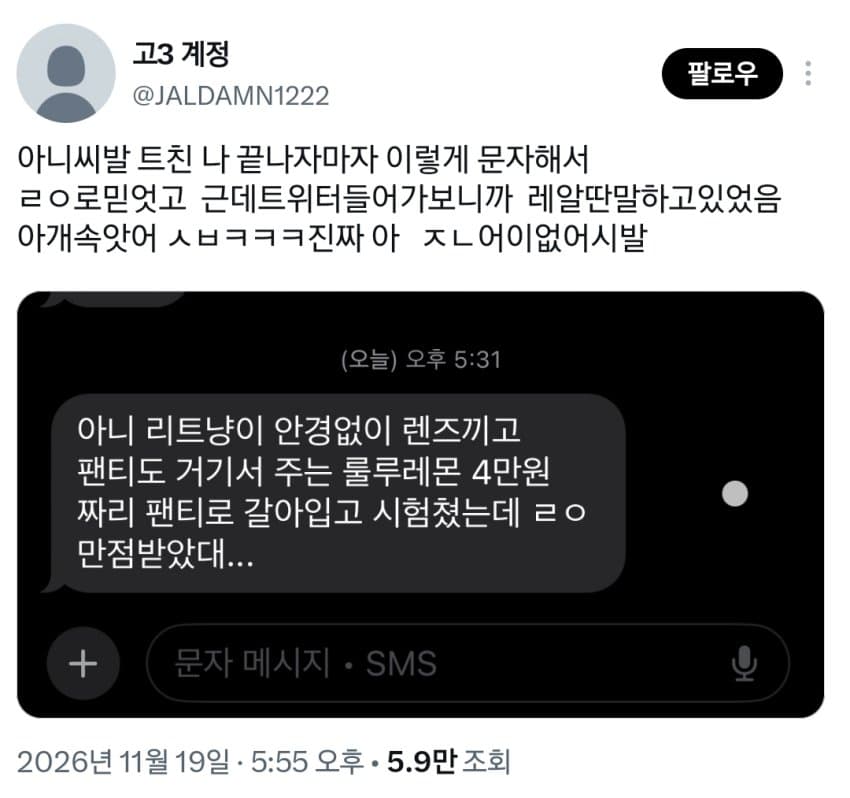 고3 계정
@JALDAMN1222
팔로우
아니씨발 트친 나 끝나자마자 이렇게 문자해서
ㄹㅇ로믿엇고 근데트위터들어가보니까 레알딴말하고있었음
아개속앗어 ㅅㅂㅋㅋㅋ진짜 아 ㅈㄴ어이없어시발
(오늘) 오후 5:31
아니 리트냥이 안경없이 렌즈끼고
팬티도 거기서 주는 룰루레몬 4만원
짜리 팬티로 갈아입고 시험쳤는데 ㄹㅇ
만점받았대...
문자 메시지 • SMS
2026년 11월 19일 · 5:55 오후 • 5.9만 조회